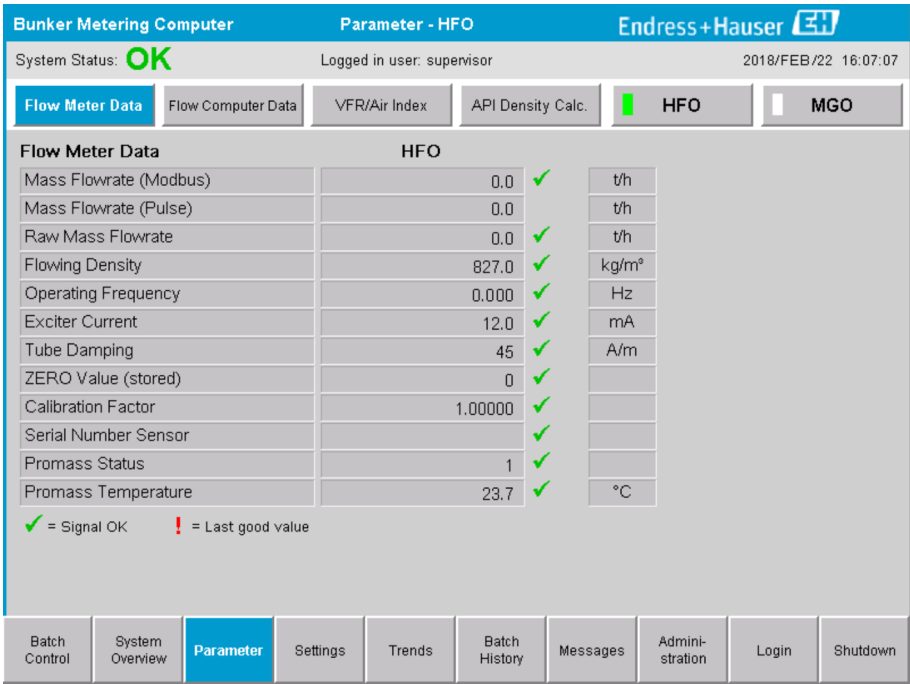 Bunker Metering Computer Parameter - HFO Endress+Hauser EH
System Status: OK Logged in user: supervisor 2018/FEB/22 16:07:07
Flow Meter Data Flow Computer Data VFR/Air Index API Density Calc. HFO MGO
Flow Meter Data HFO
Mass Flowrate (Modbus) 0.0 t/h
Mass Flowrate (Pulse) 0.0 t/h
Raw Mass Flowrate 0.0 t/h
Flowing Density 827.0 kg/m³
Operating Frequency 0.000 Hz
Exciter Current 12.0 mA
Tube Damping 45 A/m
ZERO Value (stored) 0
Calibration Factor 1.00000
Serial Number Sensor
Promass Status 1
Promass Temperature 23.7 °C
= Signal OK ! = Last good value
Batch Control System Overview Parameter Settings Trends Batch History Messages Admini-stration Login Shutdown